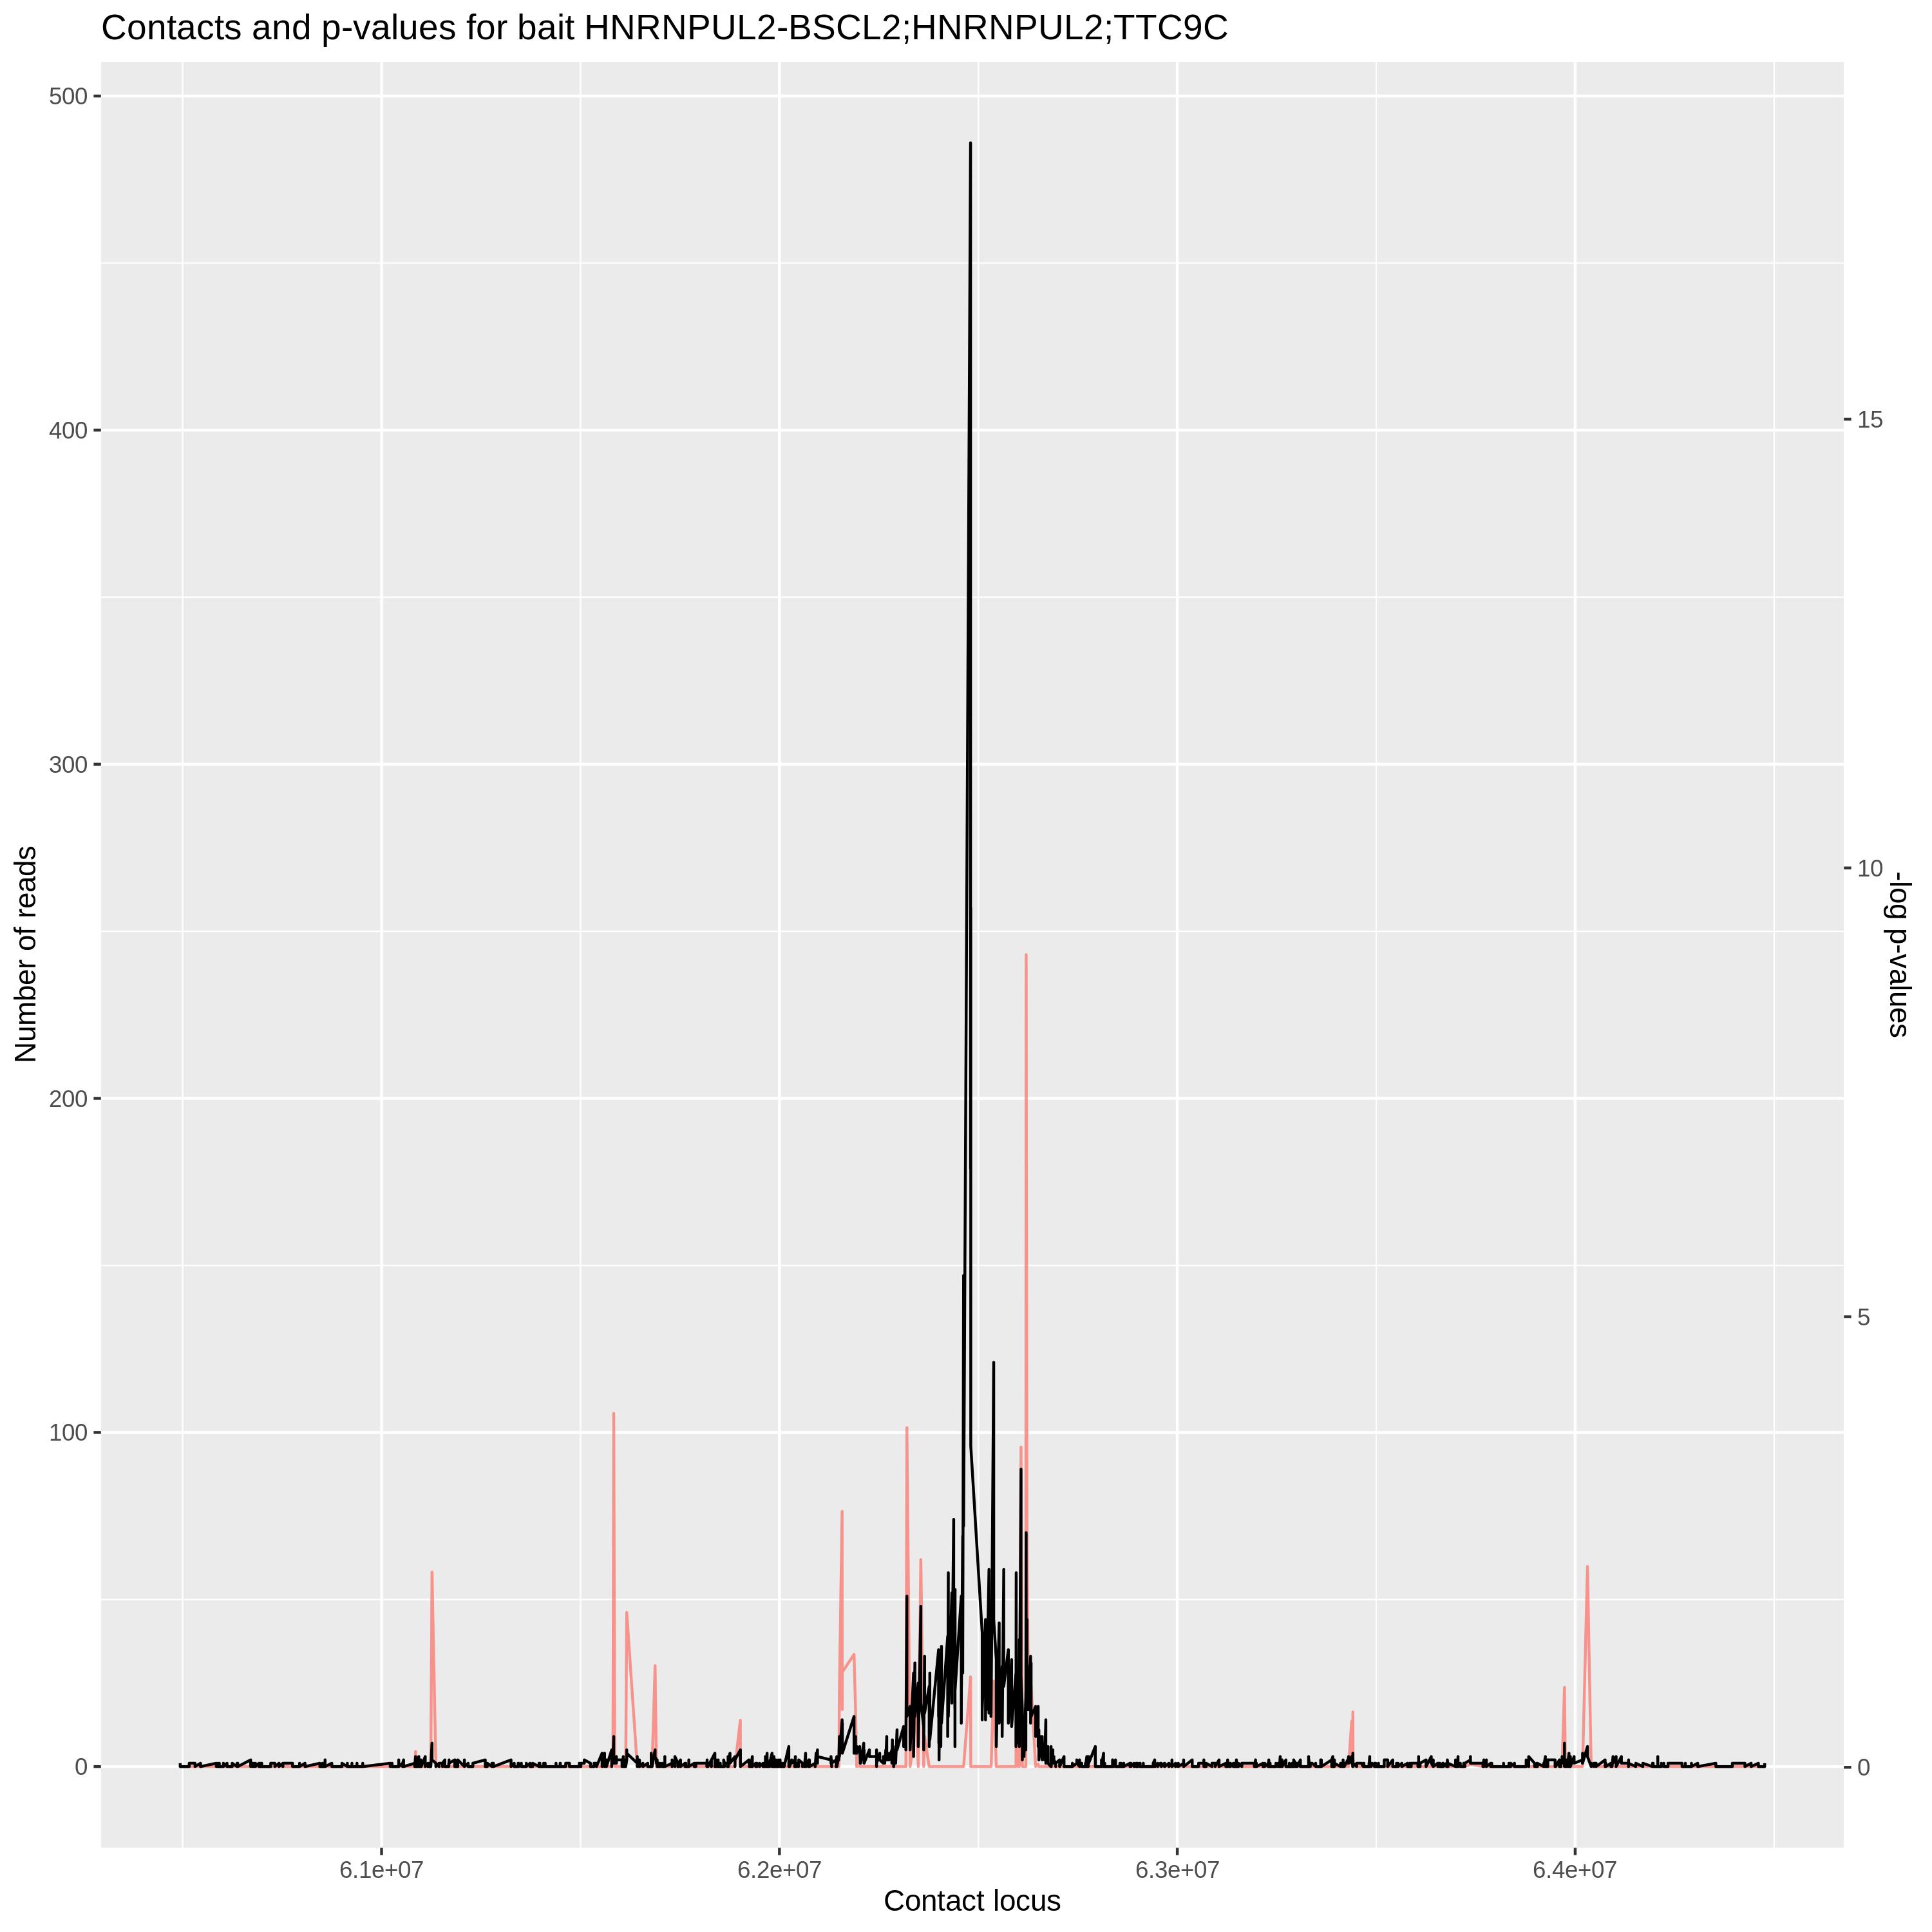 Contacts and p-values for bait HNRNPUL2-BSCL2;HNRNPUL2;TTC9C
500
400
300
200
100
0
Number of reads
15
10
5
0
-log p-values
6.1e+07 6.2e+07 6.3e+07 6.4e+07
Contact locus